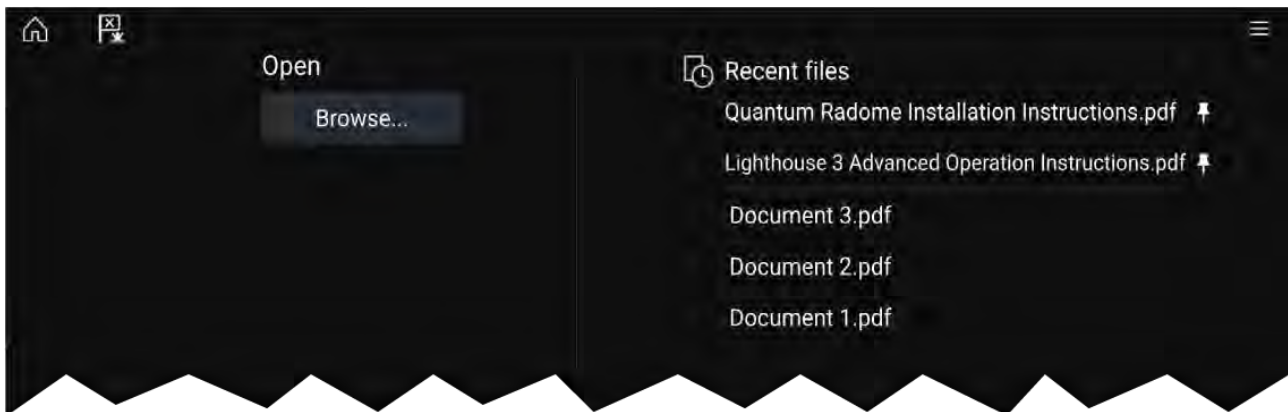 Open
Browse...
Recent files
Quantum Radome Installation Instructions.pdf
Lighthouse 3 Advanced Operation Instructions.pdf
Document 3.pdf
Document 2.pdf
Document 1.pdf